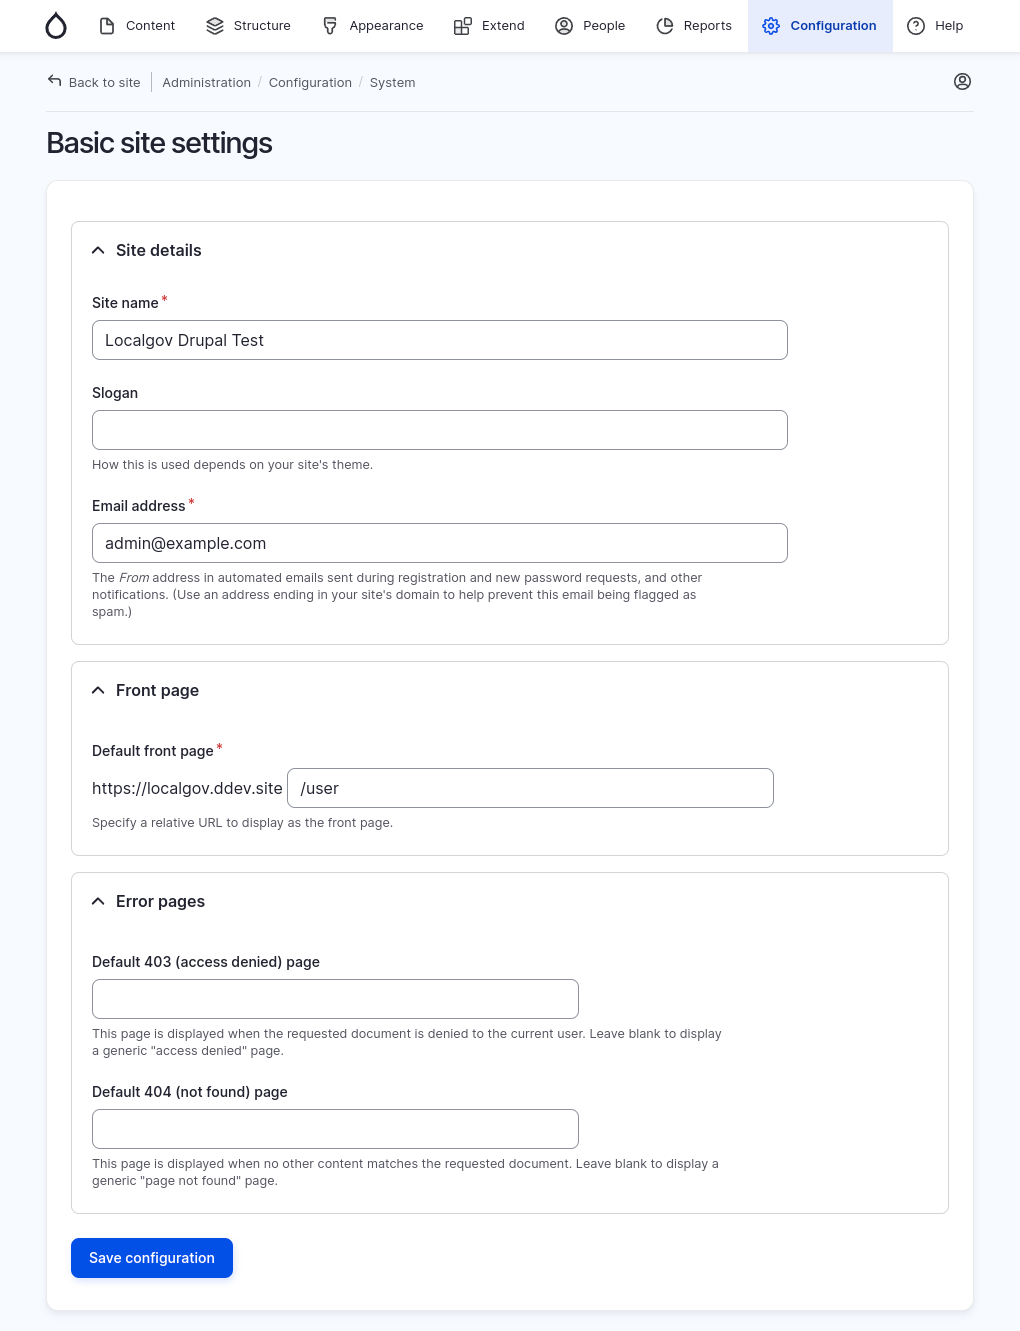 Content Structure Appearance Extend People Reports Configuration Help
Back to site Administration / Configuration / System
Basic site settings
Site details
Site name*
Localgov Drupal Test
Slogan
How this is used depends on your site's theme.
Email address*
admin@example.com
The From address in automated emails sent during registration and new password requests, and other
notifications. (Use an address ending in your site's domain to help prevent this email being flagged as
spam.)
Front page
Default front page*
https://localgov.ddev.site /user
Specify a relative URL to display as the front page.
Error pages
Default 403 (access denied) page
This page is displayed when the requested document is denied to the current user. Leave blank to display
a generic "access denied" page.
Default 404 (not found) page
This page is displayed when no other content matches the requested document. Leave blank to display a
generic "page not found" page.
Save configuration